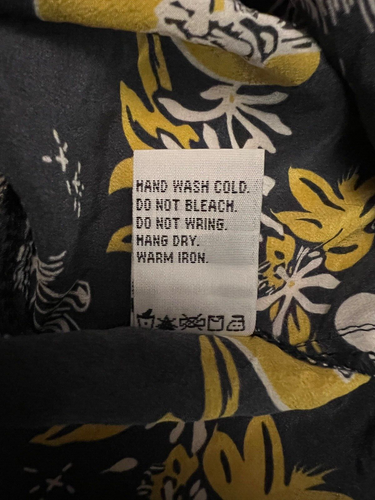 HAND WASH COLD.
DO NOT BLEACH.
DO NOT WRING.
HANG DRY.
WARM IRON.